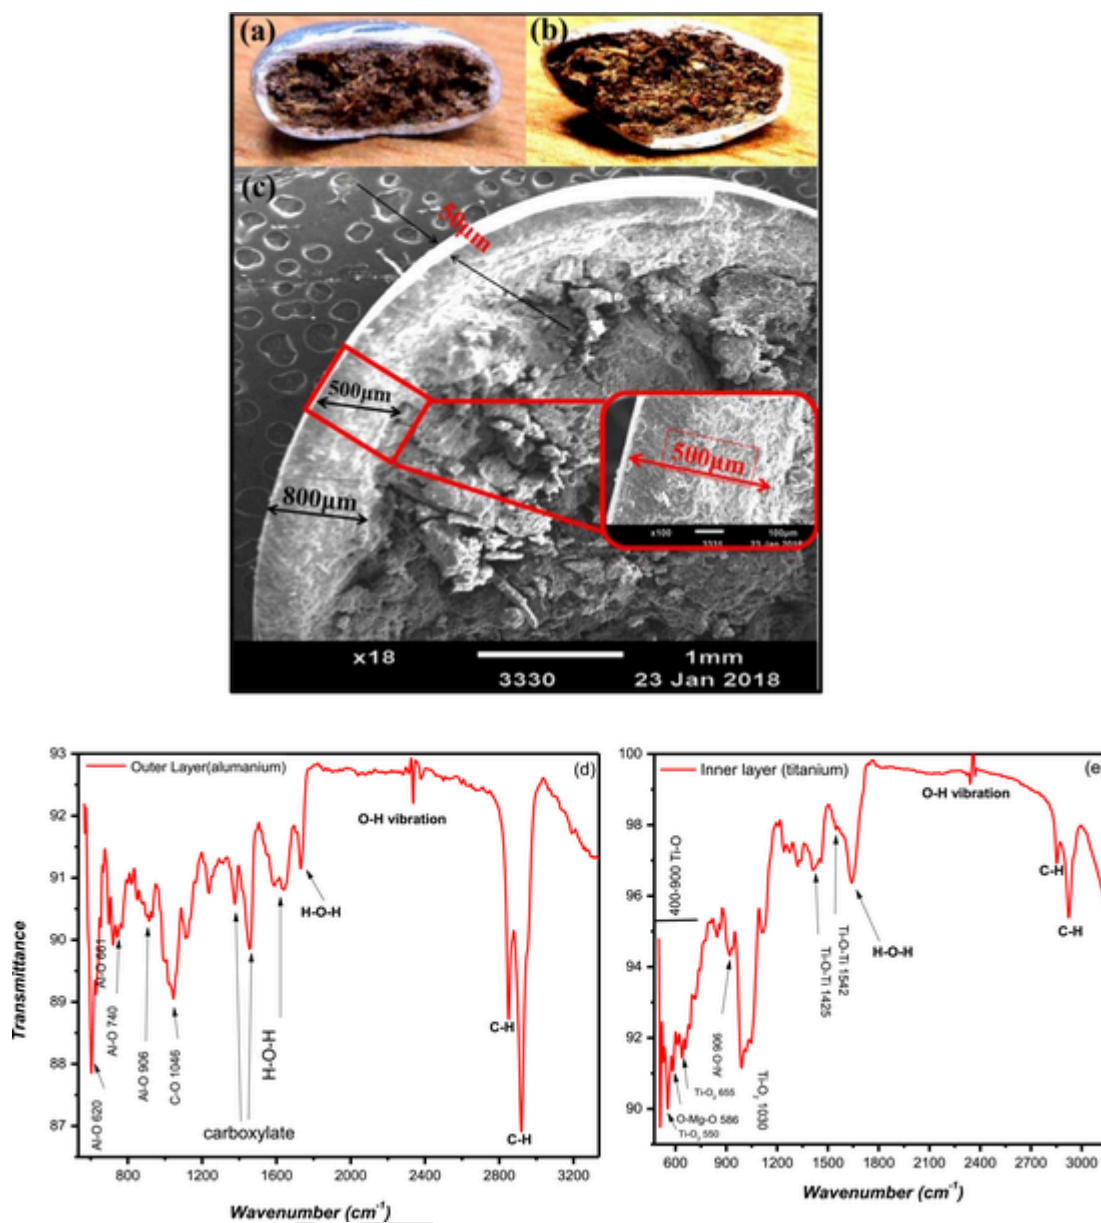 (a)
(b)
(c)
50μm
500μm
800μm
500μm
x100
3331
100μm
23 Jan 2018
x18
1mm
3330
23 Jan 2018
93
92
91
90
89
88
87
Transmittance
Outer Layer(alumanium)
(d)
O-H vibration
H-O-H
H-O-H
Al-O 661
Al-O 740
Al-O 906
C-O 1046
Al-O 620
carboxylate
C-H
C-H
800
1200
1600
2000
2400
2800
3200
Wavenumber (cm⁻¹)
100
98
96
94
92
90
Inner layer (titanium)
(e
O-H vibration
400-900 Ti-O
C-H
C-H
Ti-O-Ti 1542
Ti-O-Ti 1425
H-O-H
Al-O 906
Ti-O₂ 1030
Ti-O₂ 655
O-Mg-O 586
Ti-O₂ 550
600
900
1200
1500
1800
2100
2400
2700
3000
Wavenumber (cm⁻¹)